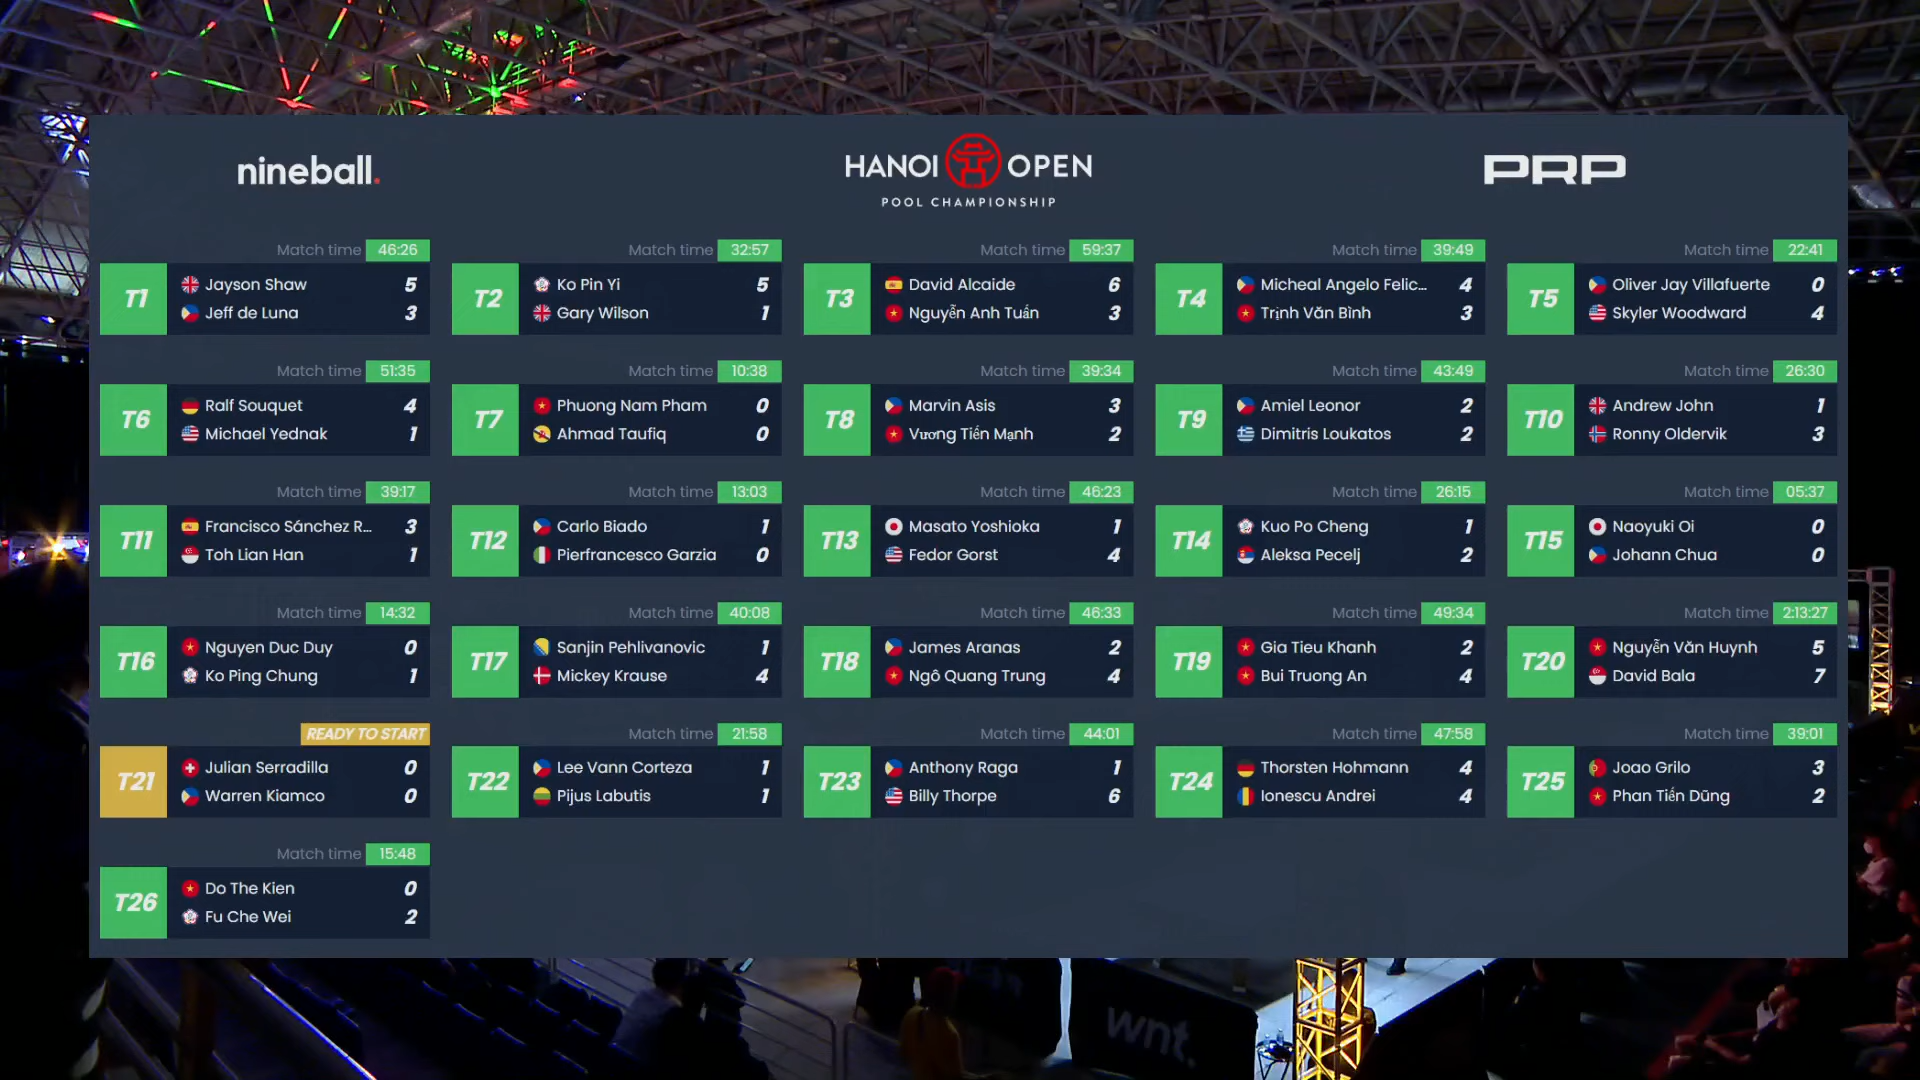 nineball.
HANOI OPEN
POOL CHAMPIONSHIP
PRP
Match time 46:26
T1
Jayson Shaw 5
Jeff de Luna 3
Match time 32:57
T2
Ko Pin Yi 5
Gary Wilson 1
Match time 59:37
T3
David Alcaide 6
Nguyễn Anh Tuấn 3
Match time 39:49
T4
Micheal Angelo Felic... 4
Trịnh Văn Bình 3
Match time 22:41
T5
Oliver Jay Villafuerte 0
Skyler Woodward 4
Match time 51:35
T6
Ralf Souquet 4
Michael Yednak 1
Match time 10:38
T7
Phuong Nam Pham 0
Ahmad Taufiq 0
Match time 39:34
T8
Marvin Asis 3
Vương Tiến Mạnh 2
Match time 43:49
T9
Amiel Leonor 2
Dimitris Loukatos 2
Match time 26:30
T10
Andrew John 1
Ronny Oldervik 3
Match time 39:17
T11
Francisco Sánchez R... 3
Toh Lian Han 1
Match time 13:03
T12
Carlo Biado 1
Pierfrancesco Garzia 0
Match time 46:23
T13
Masato Yoshioka 1
Fedor Gorst 4
Match time 26:15
T14
Kuo Po Cheng 1
Aleksa Pecelj 2
Match time 05:37
T15
Naoyuki Oi 0
Johann Chua 0
Match time 14:32
T16
Nguyen Duc Duy 0
Ko Ping Chung 1
Match time 40:08
T17
Sanjin Pehlivanovic 1
Mickey Krause 4
Match time 46:33
T18
James Aranas 2
Ngô Quang Trung 4
Match time 49:34
T19
Gia Tieu Khanh 2
Bui Truong An 4
Match time 2:13:27
T20
Nguyễn Văn Huynh 5
David Bala 7
READY TO START
T21
Julian Serradilla 0
Warren Kiamco 0
Match time 21:58
T22
Lee Vann Corteza 1
Pijus Labutis 1
Match time 44:01
T23
Anthony Raga 1
Billy Thorpe 6
Match time 47:58
T24
Thorsten Hohmann 4
Ionescu Andrei 4
Match time 39:01
T25
Joao Grilo 3
Phan Tiến Dũng 2
Match time 15:48
T26
Do The Kien 0
Fu Che Wei 2
wnt.